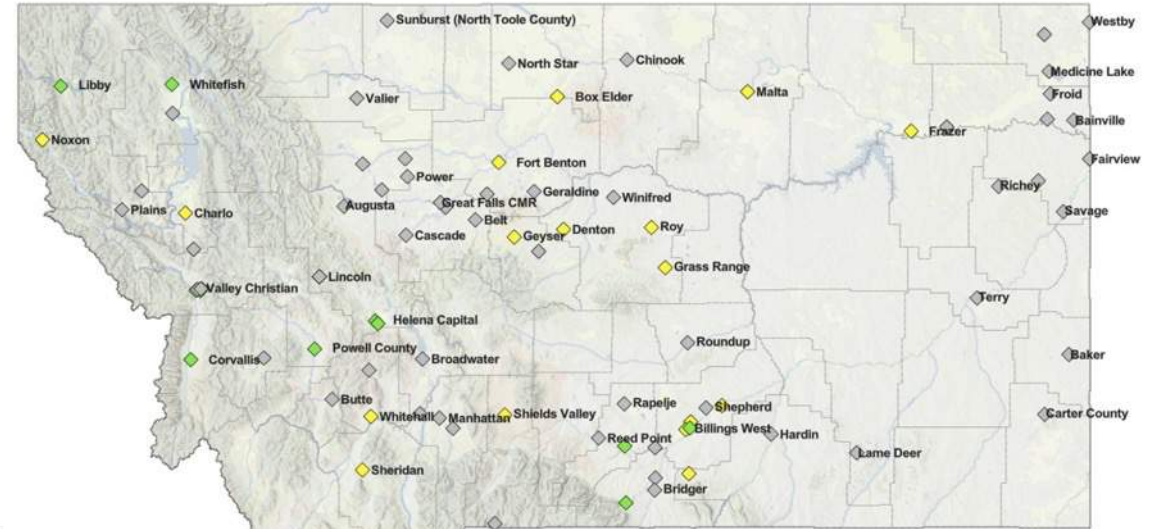 Sunburst (North Toole County)
Westby
North Star
Chinook
Medicine Lake
Libby
Whitefish
Valier
Box Elder
Malta
Froid
Bainville
Noxon
Frazer
Fort Benton
Fairview
Power
Richey
Geraldine
Winifred
Augusta
Great Falls CMR
Plains
Charlo
Belt
Savage
Cascade
Geyser
Denton
Roy
Grass Range
Lincoln
Valley Christian
Terry
Helena Capital
Roundup
Powell County
Corvallis
Broadwater
Baker
Butte
Rapelje
Shepherd
Whitehall
Manhattan
Shields Valley
Carter County
Billings West
Reed Point
Hardin
Lame Deer
Sheridan
Bridger